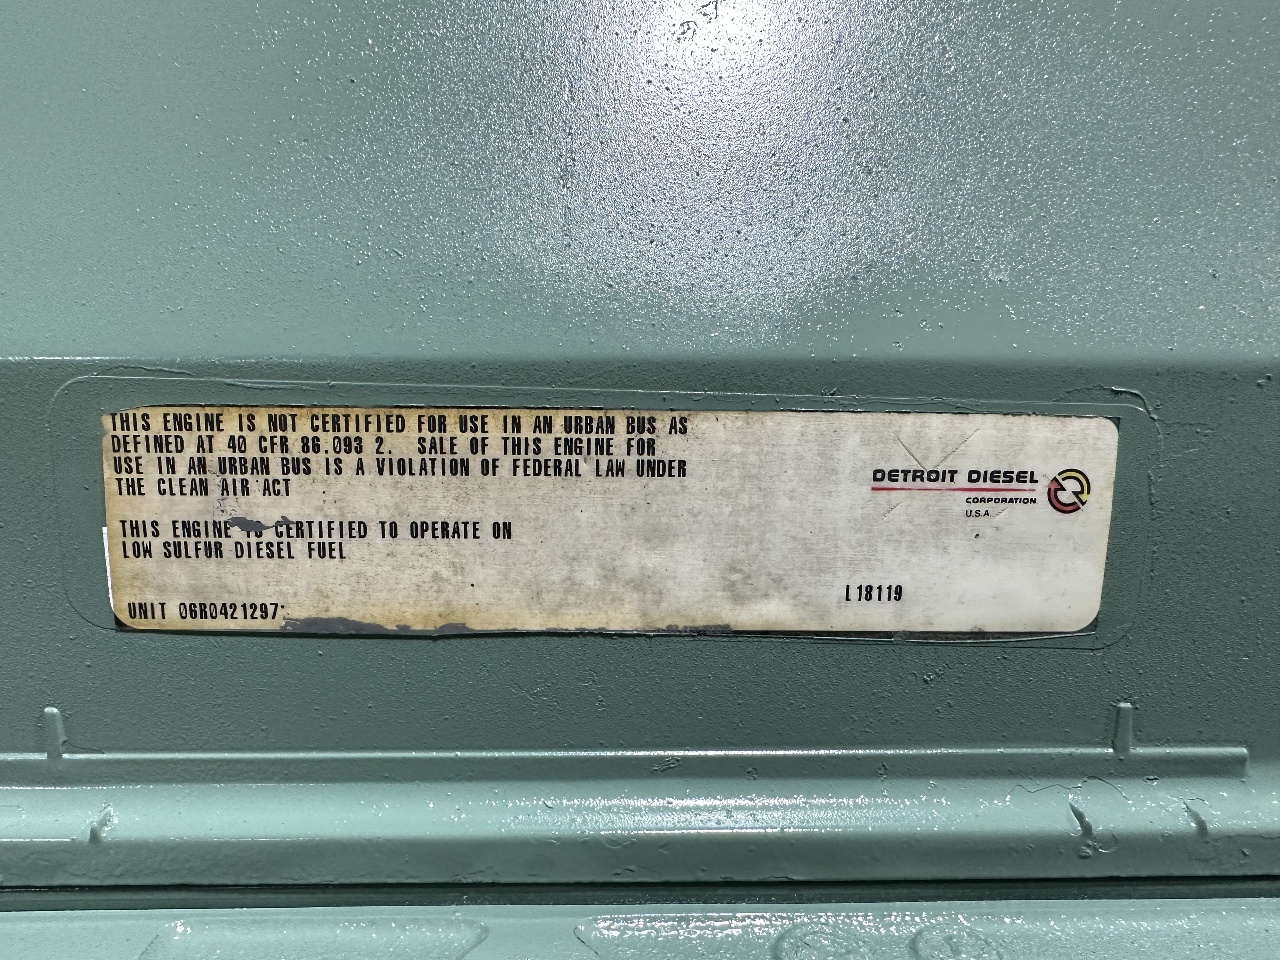 THIS ENGINE IS NOT CERTIFIED FOR USE IN AN URBAN BUS AS
DEFINED AT 40 CFR 86.093 2. SALE OF THIS ENGINE FOR
USE IN AN URBAN BUS IS A VIOLATION OF FEDERAL LAW UNDER
THE CLEAN AIR ACT
THIS ENGINE IS CERTIFIED TO OPERATE ON
LOW SULFUR DIESEL FUEL
UNIT 06R0421297
DETROIT DIESEL
CORPORATION
U.S.A.
L18119